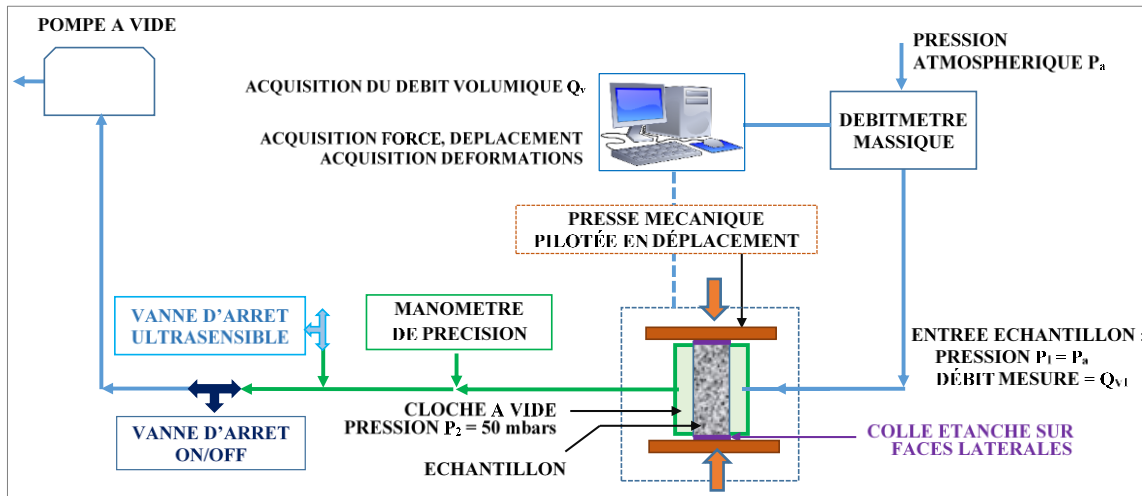 POMPE A VIDE
PRESSION
ATMOSPHERIQUE Pa
ACQUISITION DU DEBIT VOLUMIQUE Qv
ACQUISITION FORCE, DEPLACEMENT
ACQUISITION DEFORMATIONS
DEBITMETRE
MASSIQUE
PRESSE MECANIQUE
PILOTÉE EN DÉPLACEMENT
VANNE D’ARRET
ULTRASENSIBLE
MANOMETRE
DE PRECISION
ENTREE ECHANTILLON :
PRESSION P1 = Pa
DÉBIT MESURE = QV1
CLOCHE A VIDE
PRESSION P2 = 50 mbars
VANNE D’ARRET
ON/OFF
ECHANTILLON
COLLE ETANCHE SUR
FACES LATERALES